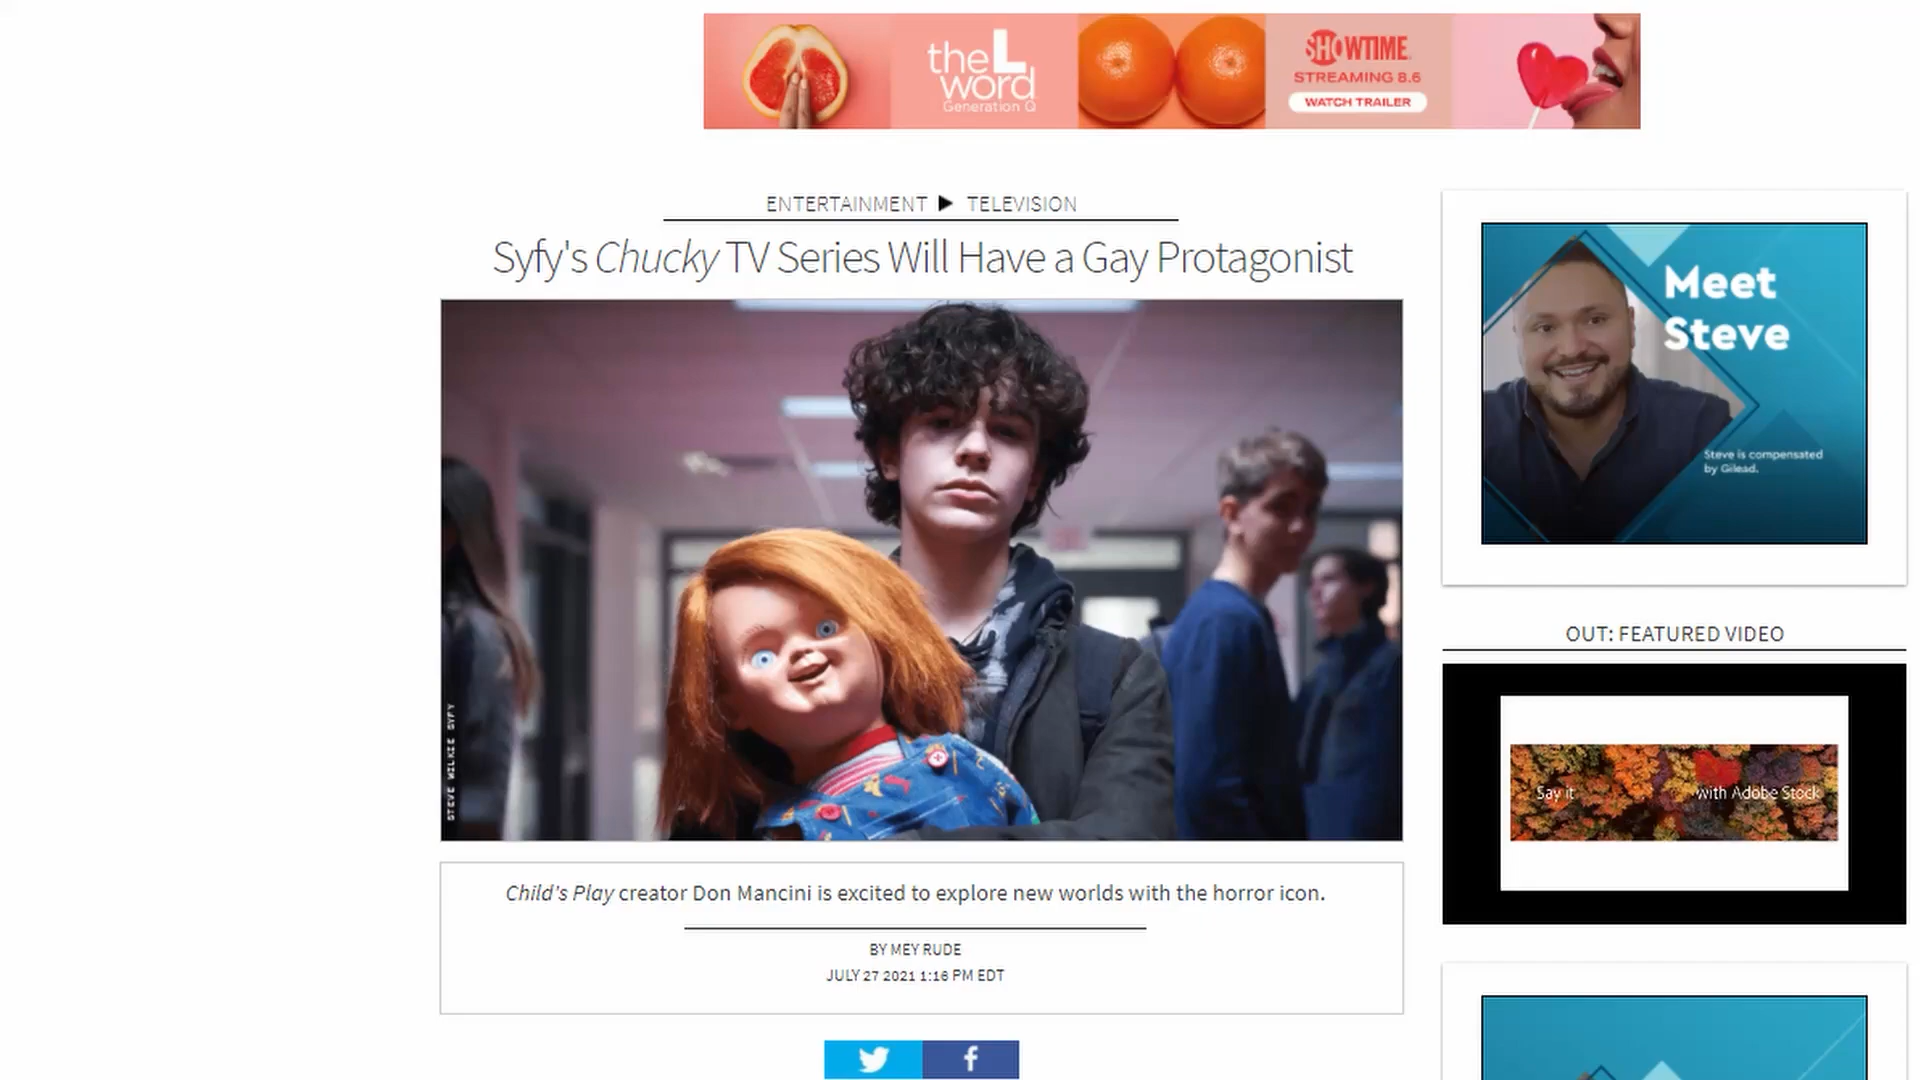 the L
word
Generation Q
SHOWTIME
STREAMING 8.6
WATCH TRAILER
ENTERTAINMENT ▶ TELEVISION
Syfy's Chucky TV Series Will Have a Gay Protagonist
STEVE WILKIE SYFY
Child's Play creator Don Mancini is excited to explore new worlds with the horror icon.
BY MEY RUDE
JULY 27 2021 1:16 PM EDT
Meet
Steve
Steve is compensated
by Gilead.
OUT: FEATURED VIDEO
Say it with Adobe Stock